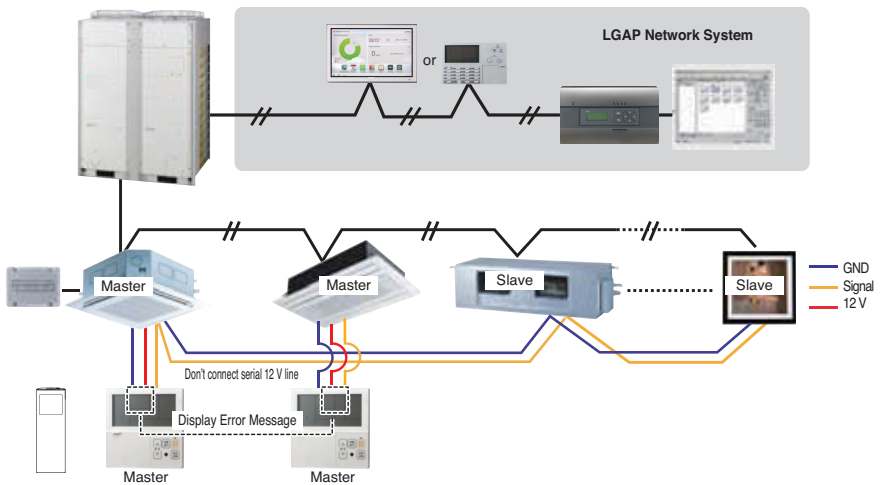 LGAP Network System
or
Master
Master
Slave
Slave
GND
Signal
12 V
Don't connect serial 12 V line
Display Error Message
Master
Master